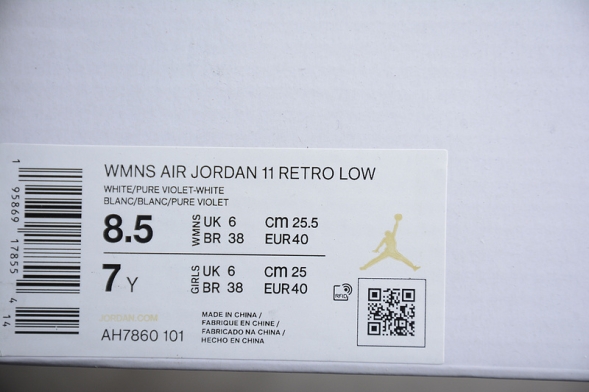 WMNS AIR JORDAN 11 RETRO LOW
WHITE/PURE VIOLET-WHITE
BLANC/BLANC/PURE VIOLET
8.5 WMNS UK 6 cm 25.5
BR 38 EUR 40
7 Y GIRLS UK 6 cm 25
BR 38 EUR 40
RFID
JORDAN.COM
AH7860 101
MADE IN CHINA /
FABRIQUE EN CHINE /
FABRICADO NA CHINA /
HECHO EN CHINA
1 95869 17855 4 14